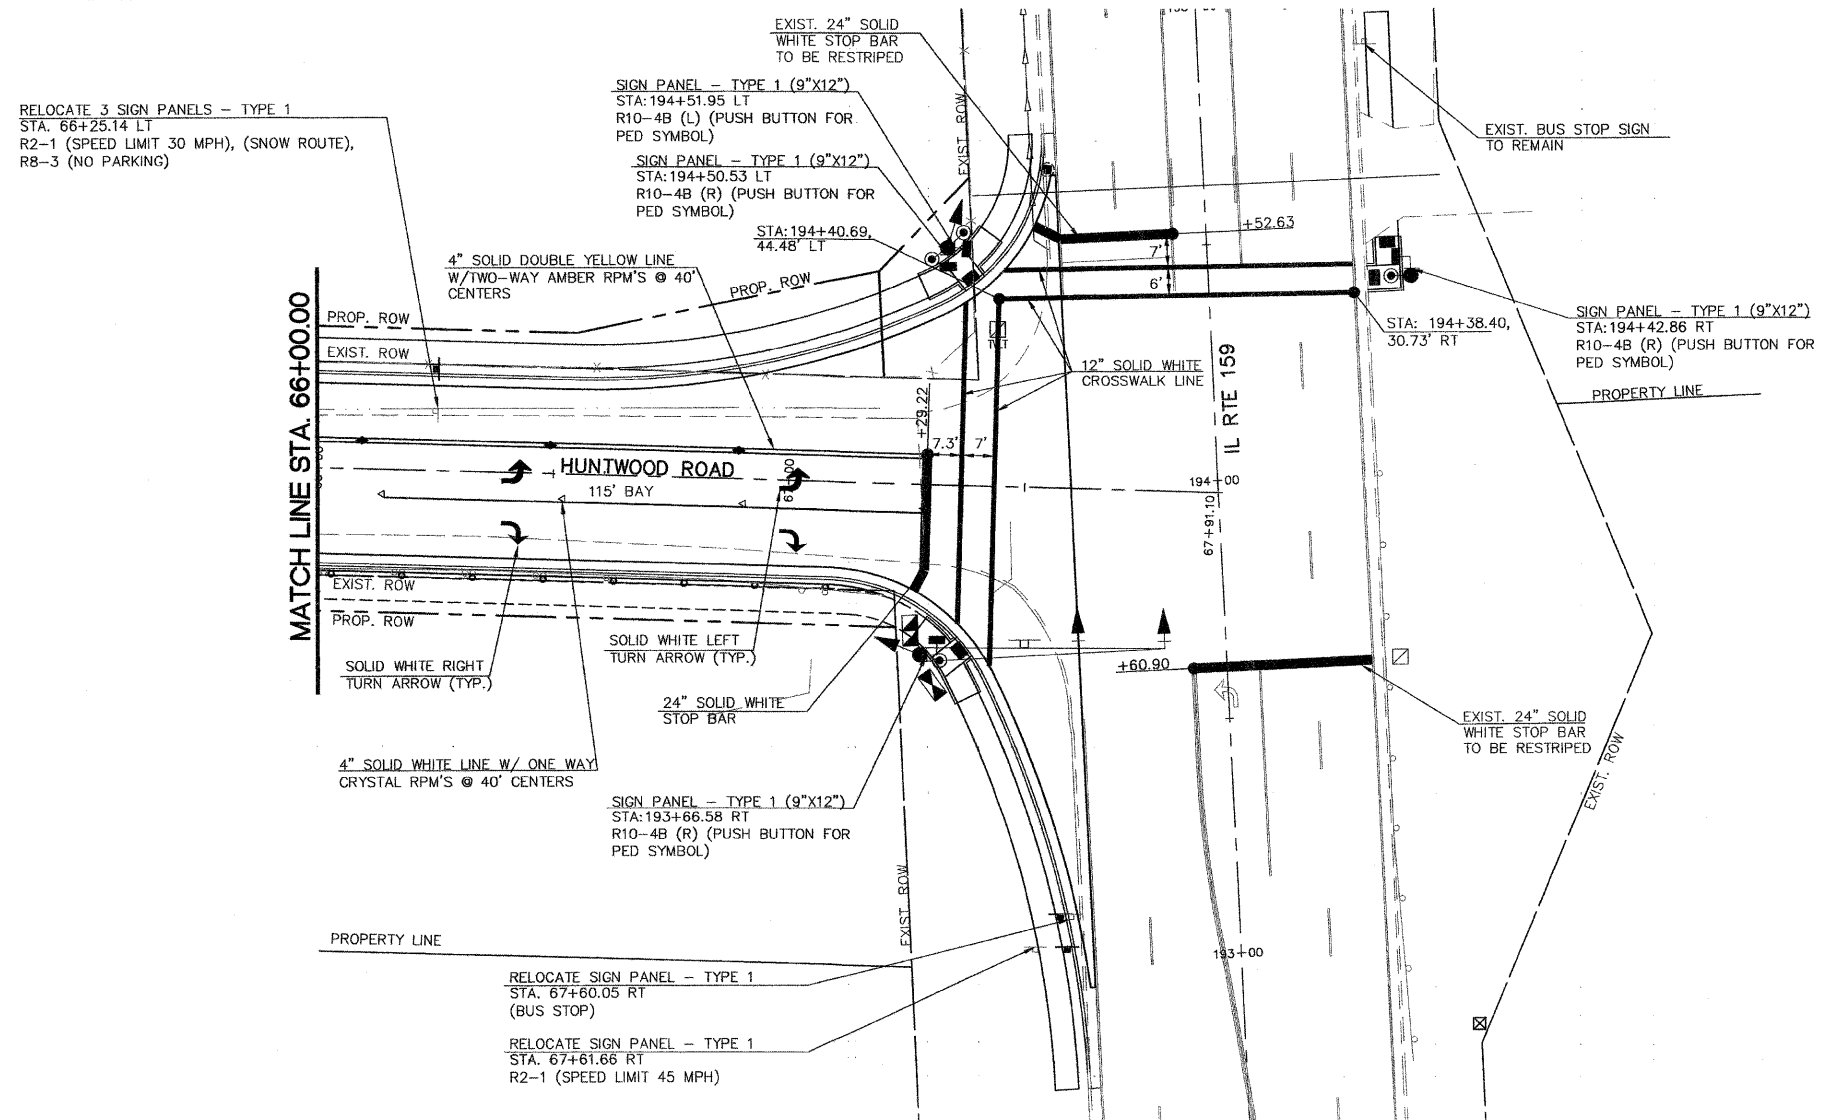 EXIST. 24" SOLID
WHITE STOP BAR
TO BE RESTRIPED
SIGN PANEL – TYPE 1 (9"X12")
STA:194+51.95 LT
R10–4B (L) (PUSH BUTTON FOR
PED SYMBOL)
RELOCATE 3 SIGN PANELS – TYPE 1
STA. 66+25.14 LT
R2–1 (SPEED LIMIT 30 MPH), (SNOW ROUTE),
R8–3 (NO PARKING)
EXIST. ROW
EXIST. BUS STOP SIGN
TO REMAIN
SIGN PANEL – TYPE 1 (9"X12")
STA:194+50.53 LT
R10–4B (R) (PUSH BUTTON FOR
PED SYMBOL)
STA:194+40.69,
44.48' LT
+52.63
7'
6'
4" SOLID DOUBLE YELLOW LINE
W/TWO–WAY AMBER RPM'S @ 40'
CENTERS
PROP. ROW
SIGN PANEL – TYPE 1 (9"X12")
STA:194+42.86 RT
R10–4B (R) (PUSH BUTTON FOR
PED SYMBOL)
STA: 194+38.40,
30.73' RT
PROP. ROW
EXIST. ROW
MATCH LINE STA. 66+00.00
12" SOLID WHITE
CROSSWALK LINE
IL RTE 159
PROPERTY LINE
+29.22
7.3'
7'
HUNTWOOD ROAD
115' BAY
67+00
194+00
67+91.10
EXIST. ROW
PROP. ROW
SOLID WHITE RIGHT
TURN ARROW (TYP.)
SOLID WHITE LEFT
TURN ARROW (TYP.)
+60.90
24" SOLID WHITE
STOP BAR
EXIST. 24" SOLID
WHITE STOP BAR
TO BE RESTRIPED
EXIST. ROW
4" SOLID WHITE LINE W/ ONE WAY
CRYSTAL RPM'S @ 40' CENTERS
SIGN PANEL – TYPE 1 (9"X12")
STA:193+66.58 RT
R10–4B (R) (PUSH BUTTON FOR
PED SYMBOL)
EXIST. ROW
PROPERTY LINE
193+00
RELOCATE SIGN PANEL – TYPE 1
STA. 67+60.05 RT
(BUS STOP)
RELOCATE SIGN PANEL – TYPE 1
STA. 67+61.66 RT
R2–1 (SPEED LIMIT 45 MPH)